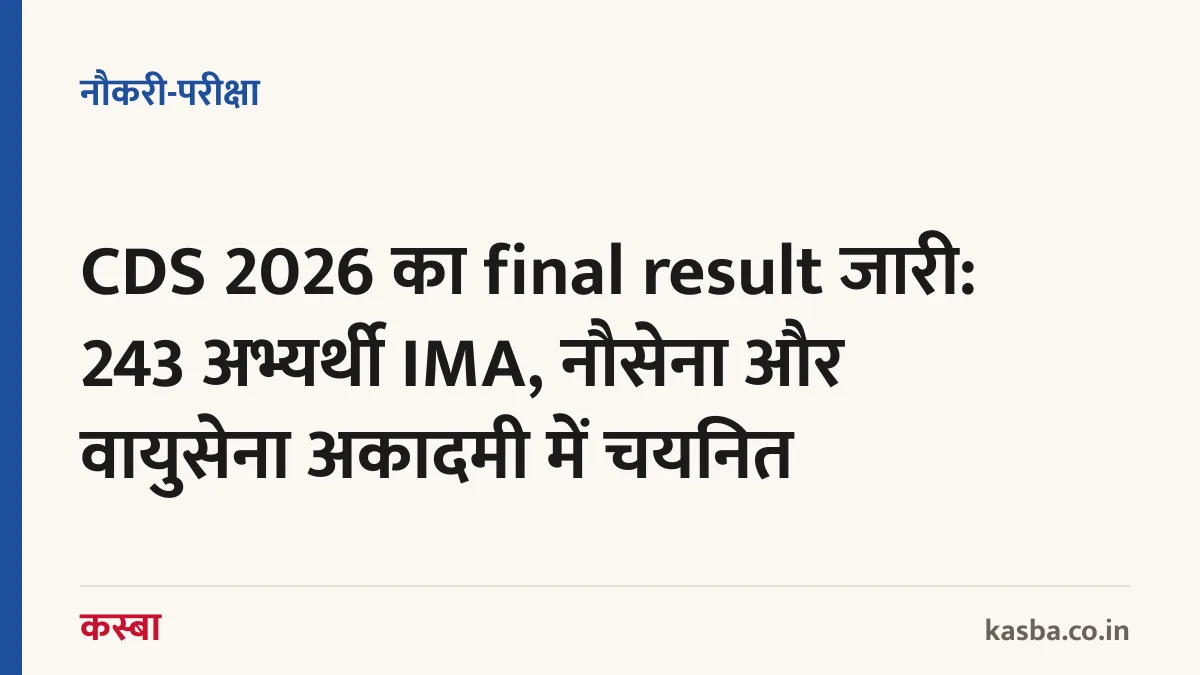 नौकरी-परीक्षा
CDS 2026 का final result जारी:
243 अभ्यर्थी IMA, नौसेना और
वायुसेना अकादमी में चयनित
कस्बा
kasba.co.in